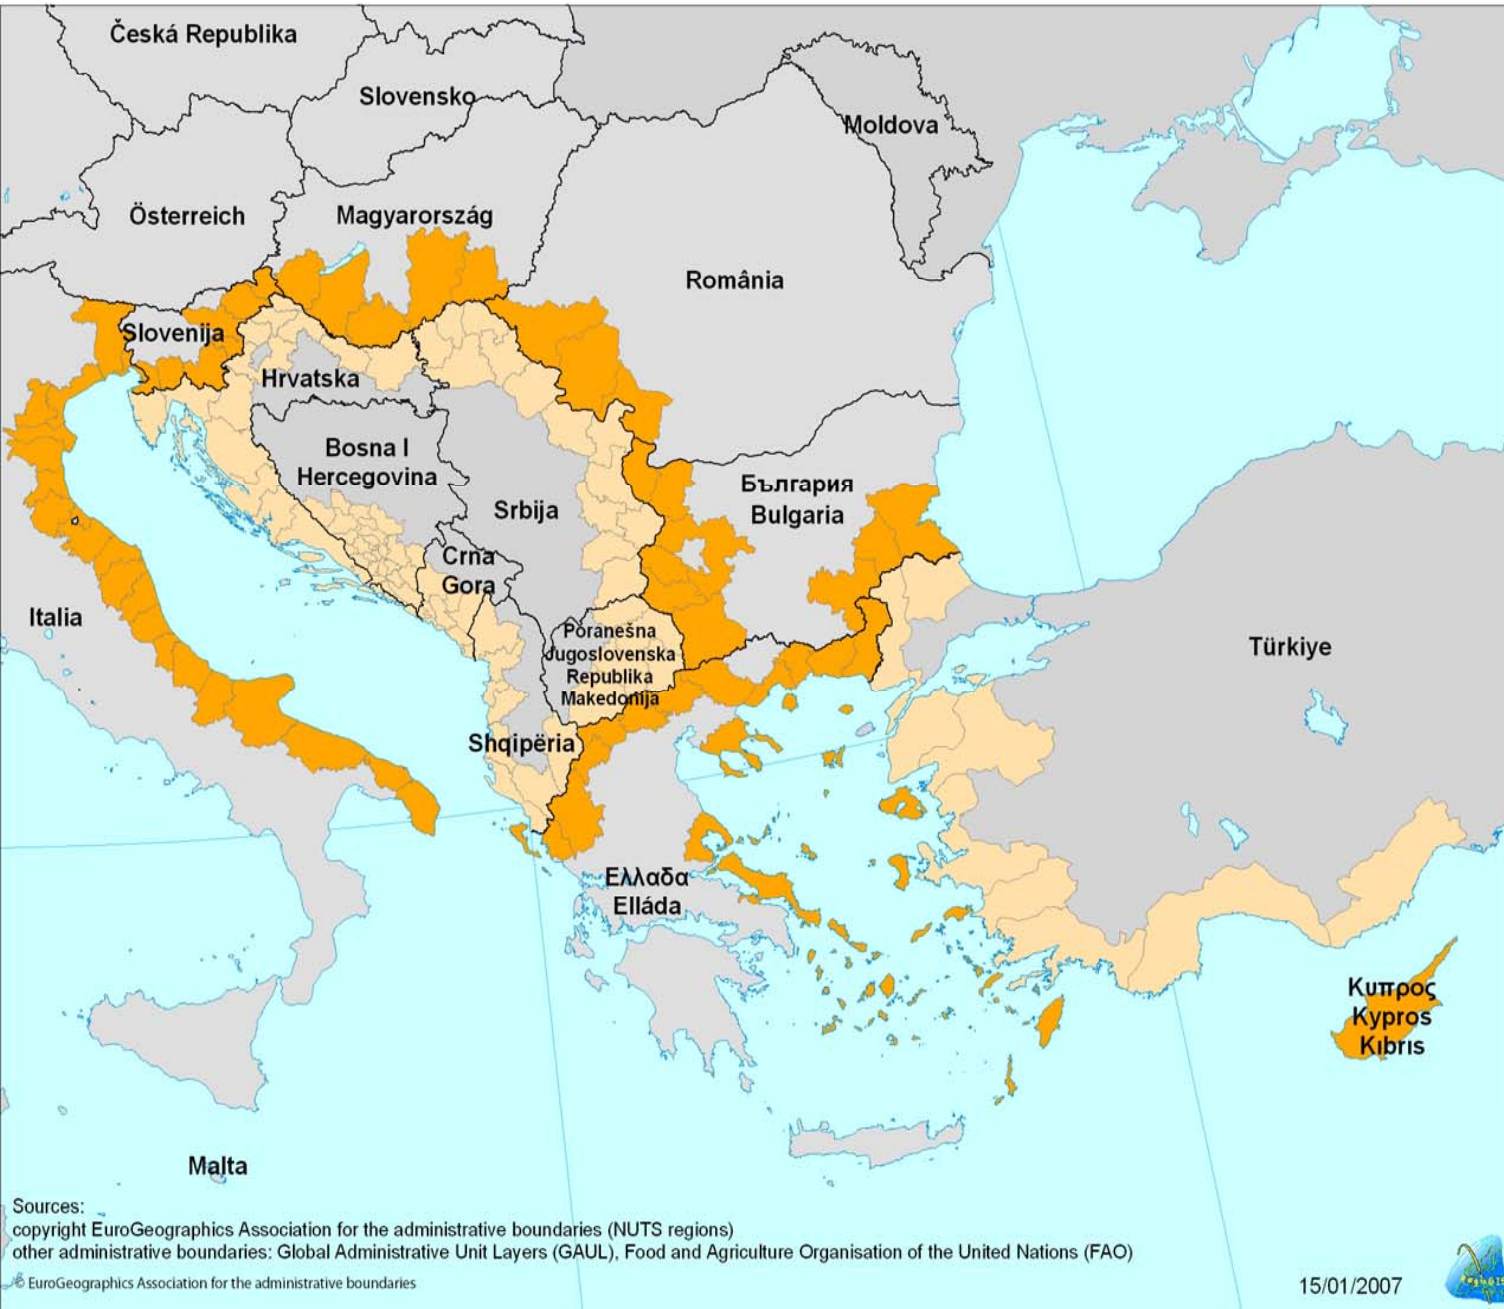 Česká Republika
Slovensko
Moldova
Österreich
Magyarország
România
Slovenija
Hrvatska
Bosna I
Hercegovina
Srbija
България
Bulgaria
Crna
Gora
Italia
Poranešna
Jugoslovenska
Republika
Makedonija
Türkiye
Shqipëria
Ελλαδα
Elláda
Κυπρος
Kypros
Kıbrıs
Malta
Sources:
copyright EuroGeographics Association for the administrative boundaries (NUTS regions)
other administrative boundaries: Global Administrative Unit Layers (GAUL), Food and Agriculture Organisation of the United Nations (FAO)
© EuroGeographics Association for the administrative boundaries
15/01/2007